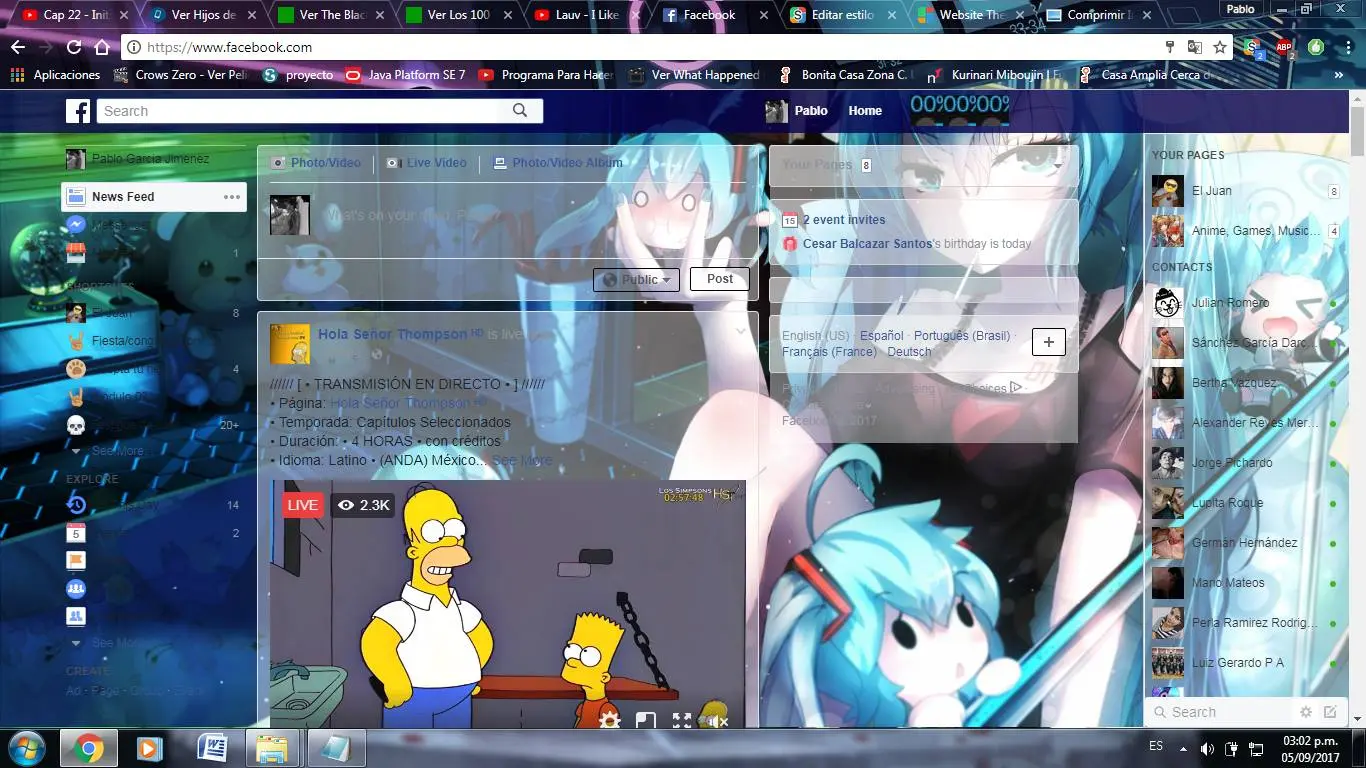 Cap 22 - Init
Ver Hijos de
Ver The Blac
Ver Los 100
Lauv - I Like
Facebook
Editar estilo
Website The
Comprimir I
Pablo
https://www.facebook.com
Aplicaciones
Crows Zero - Ver Peli
proyecto
Java Platform SE 7
Programa Para Hacer
Ver What Happened
Bonita Casa Zona C.
Kurinari Miboujin | F
Casa Amplia Cerca de
»
Search
Pablo
Home
00%00%00%
Pablo García Jiménez
News Feed
1
SHORTCUTS
El Juan
8
Fiesta/cong
4
20+
See More...
EXPLORE
14
5
2
See Mo
CREATE
Ad · Page · Group · Event
Photo/Video
Live Video
Photo/Video Album
What's on your mind, Pablo?
Public
Post
Hola Señor Thompson HD is live
////// [ • TRANSMISIÓN EN DIRECTO • ] //////
• Página: Hola Señor Thompson HD
• Temporada: Capítulos Seleccionados
• Duración: • 4 HORAS • con créditos
• Idioma: Latino • (ANDA) México... See More
LIVE
2.3K
LOS SIMPSONS HS
02:57:48
Your Pages 8
15 2 event invites
Cesar Balcazar Santos's birthday is today
English (US) · Español · Português (Brasil) ·
Français (France) · Deutsch
+
Choices
Facebook © 2017
YOUR PAGES
El Juan
8
Anime, Games, Music...
4
CONTACTS
Julian Romero
Sánchez García Darc...
Bertha Vazquez
Alexander Reyes Mer...
Jorge Pichardo
Lupita Roque
Germán Hernández
Mario Mateos
Perla Ramirez Rodrig...
Luiz Gerardo P A
Search
ES
03:02 p.m.
05/09/2017